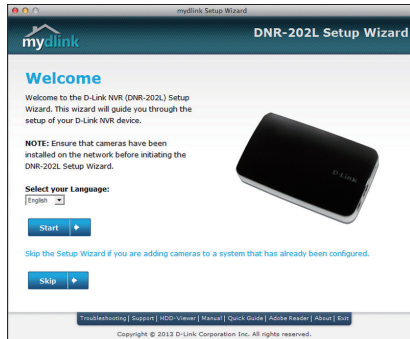 mydlink Setup Wizard
mydlink
DNR-202L Setup Wizard
Welcome
Welcome to the D-Link NVR (DNR-202L) Setup
Wizard. This wizard will guide you through the
setup of your D-Link NVR device.
NOTE: Ensure that cameras have been
installed on the network before initiating the
DNR-202L Setup Wizard.
D-Link
Select your Language:
English
Start
Skip the Setup Wizard if you are adding cameras to a system that has already been configured.
Skip
Troubleshooting | Support | HDD-Viewer | Manual | Quick Guide | Adobe Reader | About | Exit
Copyright © 2013 D-Link Corporation Inc. All rights reserved.